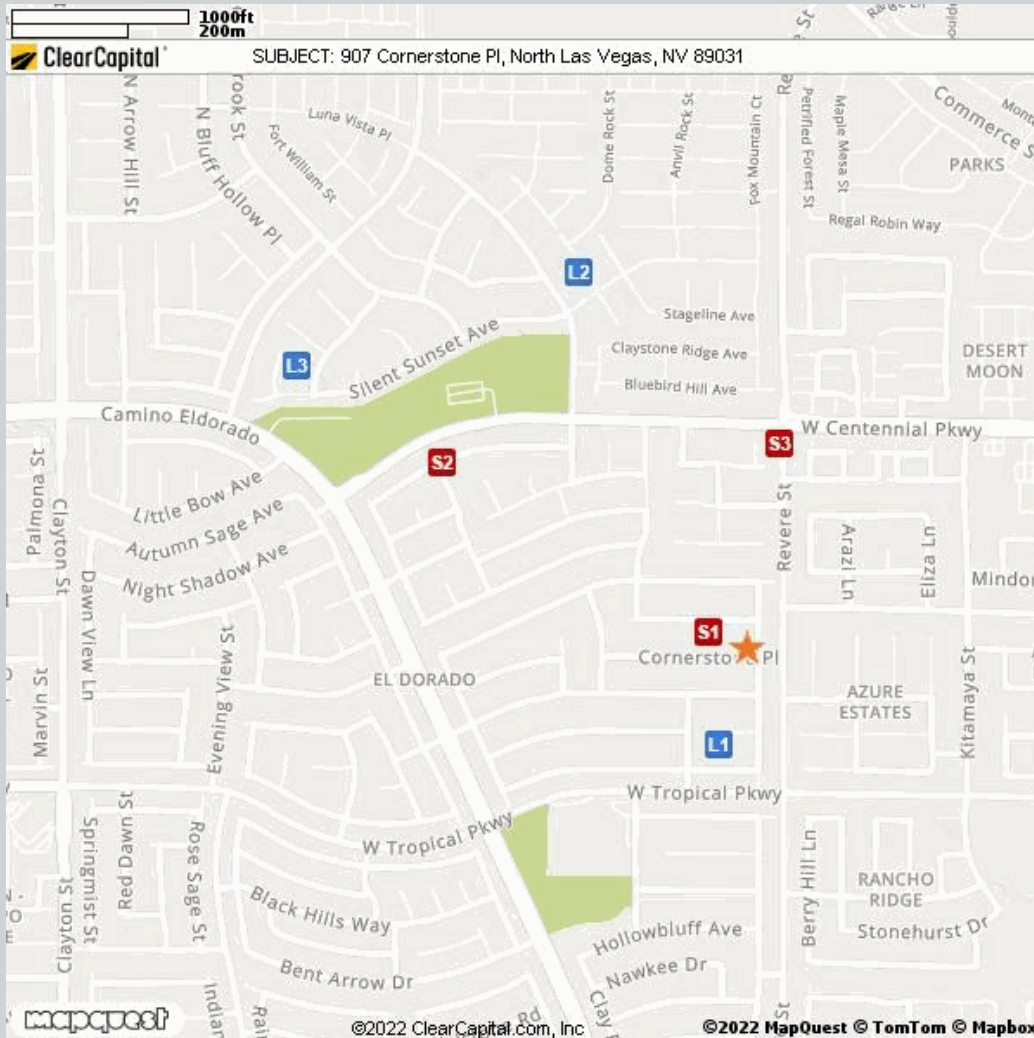 1000ft
200m
ClearCapital
SUBJECT: 907 Cornerstone Pl, North Las Vegas, NV 89031
N Arrow Hill St
N Bluff Hollow Pl
Luna Vista Pl
Fort William St
Dome Rock St
Anvil Rock St
Fox Mountain Ct
Petrified Forest St
Maple Mesa St
Commerce S
PARKS
Regal Robin Way
L2
Stageline Ave
Silent Sunset Ave
Claystone Ridge Ave
DESERT
MOON
L3
Bluebird Hill Ave
Camino Eldorado
W Centennial Pkwy
S3
S2
Palmona St
Clayton St
Little Bow Ave
Autumn Sage Ave
Night Shadow Ave
Revere St
Arazi Ln
Eliza Ln
Mindor
Dawn View Ln
Marvin St
Evening View St
S1
Cornersto Pl
EL DORADO
AZURE
ESTATES
Kitamaya St
L1
W Tropical Pkwy
W Tropical Pkwy
Red Dawn St
Springmist St
Rose Sage St
Clayton St
Black Hills Way
Bent Arrow Dr
Berry Hill Ln
RANCHO
RIDGE
Stonehurst Dr
Hollowbluff Ave
Nawkee Dr
Indian
Rai
Rd
Clay
St
mapquest
©2022 ClearCapital.com, Inc
©2022 MapQuest © TomTom © Mapbox